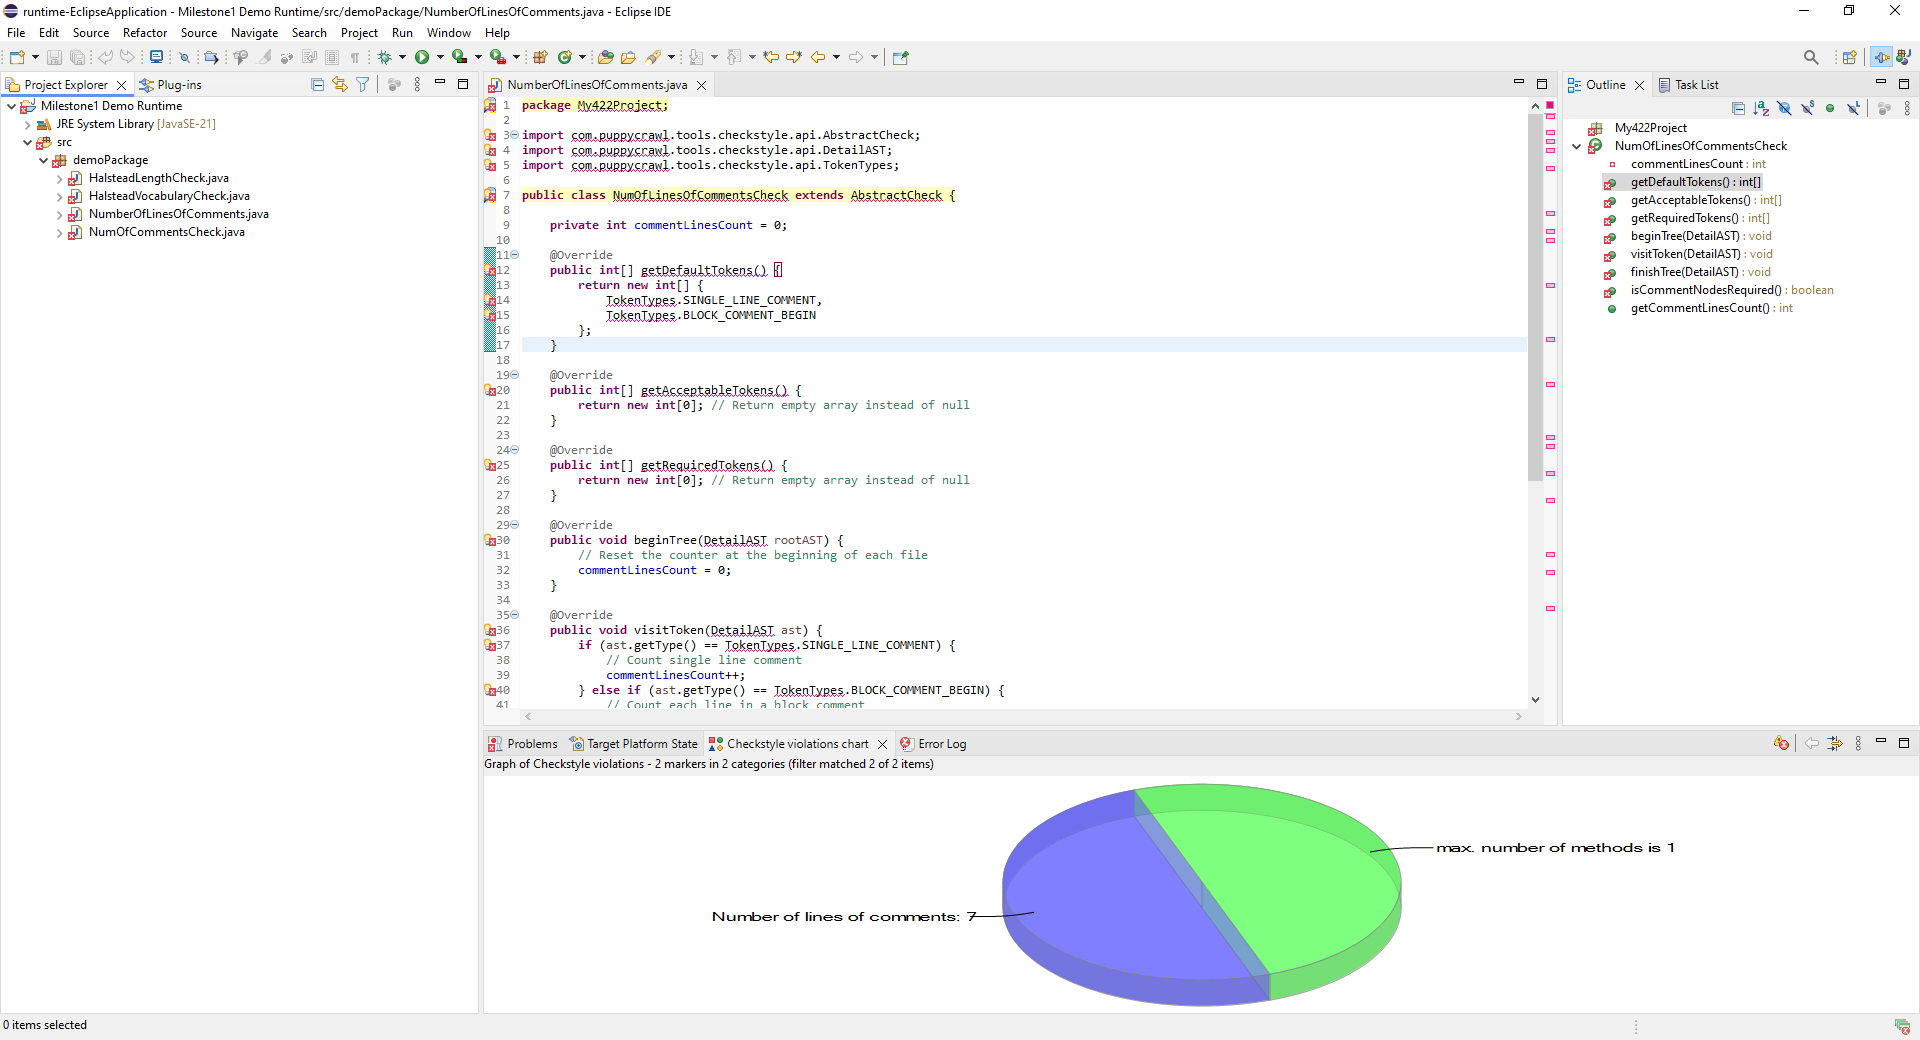 runtime-EclipseApplication - Milestone1 Demo Runtime/src/demoPackage/NumberOfLinesOfComments.java - Eclipse IDE
File Edit Source Refactor Source Navigate Search Project Run Window Help
Project Explorer Plug-ins
Milestone1 Demo Runtime
JRE System Library [JavaSE-21]
src
demoPackage
HalsteadLengthCheck.java
HalsteadVocabularyCheck.java
NumberOfLinesOfComments.java
NumOfCommentsCheck.java
NumberOfLinesOfComments.java
1 package My422Project;
2
3 import com.puppycrawl.tools.checkstyle.api.AbstractCheck;
4 import com.puppycrawl.tools.checkstyle.api.DetailAST;
5 import com.puppycrawl.tools.checkstyle.api.TokenTypes;
6
7 public class NumOfLinesOfCommentsCheck extends AbstractCheck {
8
9 private int commentLinesCount = 0;
10
11 @Override
12 public int[] getDefaultTokens() {
13 return new int[] {
14 TokenTypes.SINGLE_LINE_COMMENT,
15 TokenTypes.BLOCK_COMMENT_BEGIN
16 };
17 }
18
19 @Override
20 public int[] getAcceptableTokens() {
21 return new int[0]; // Return empty array instead of null
22 }
23
24 @Override
25 public int[] getRequiredTokens() {
26 return new int[0]; // Return empty array instead of null
27 }
28
29 @Override
30 public void beginTree(DetailAST rootAST) {
31 // Reset the counter at the beginning of each file
32 commentLinesCount = 0;
33 }
34
35 @Override
36 public void visitToken(DetailAST ast) {
37 if (ast.getType() == TokenTypes.SINGLE_LINE_COMMENT) {
38 // Count single line comment
39 commentLinesCount++;
40 } else if (ast.getType() == TokenTypes.BLOCK_COMMENT_BEGIN) {
41 // Count each line in a block comment
Outline Task List
My422Project
NumOfLinesOfCommentsCheck
commentLinesCount : int
getDefaultTokens() : int[]
getAcceptableTokens() : int[]
getRequiredTokens() : int[]
beginTree(DetailAST) : void
visitToken(DetailAST) : void
finishTree(DetailAST) : void
isCommentNodesRequired() : boolean
getCommentLinesCount() : int
Problems Target Platform State Checkstyle violations chart Error Log
Graph of Checkstyle violations - 2 markers in 2 categories (filter matched 2 of 2 items)
max. number of methods is 1
Number of lines of comments: 7
0 items selected